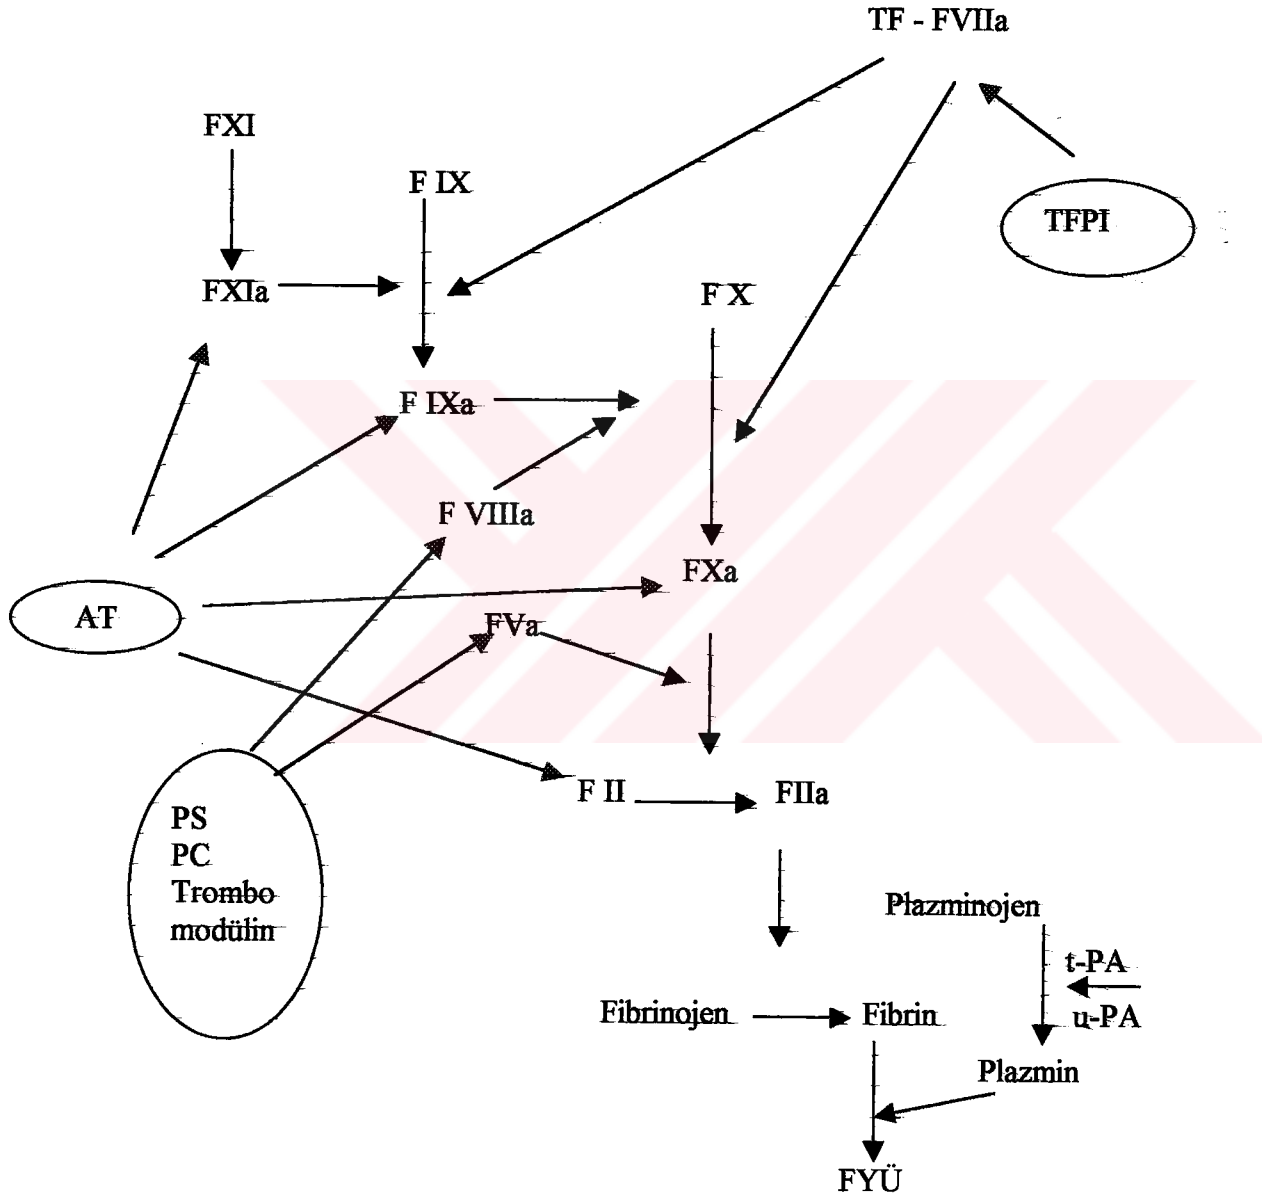 TF - FVIIa
FXI
F IX
TFPI
FXIa
F X
F IXa
F VIIIa
FXa
AT
FVa
F II
FIIa
PS
PC
Trombo
modülin
Plazminojen
t-PA
Fibrinojen
Fibrin
u-PA
Plazmin
FYÜ